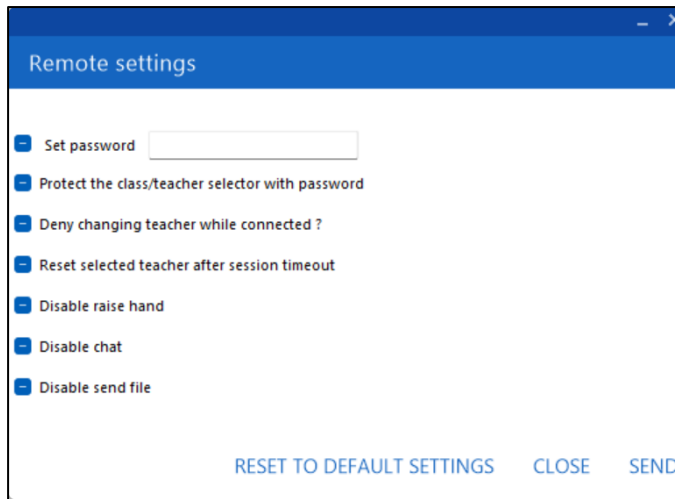 Remote settings
Set password
Protect the class/teacher selector with password
Deny changing teacher while connected ?
Reset selected teacher after session timeout
Disable raise hand
Disable chat
Disable send file
RESET TO DEFAULT SETTINGS CLOSE SEND